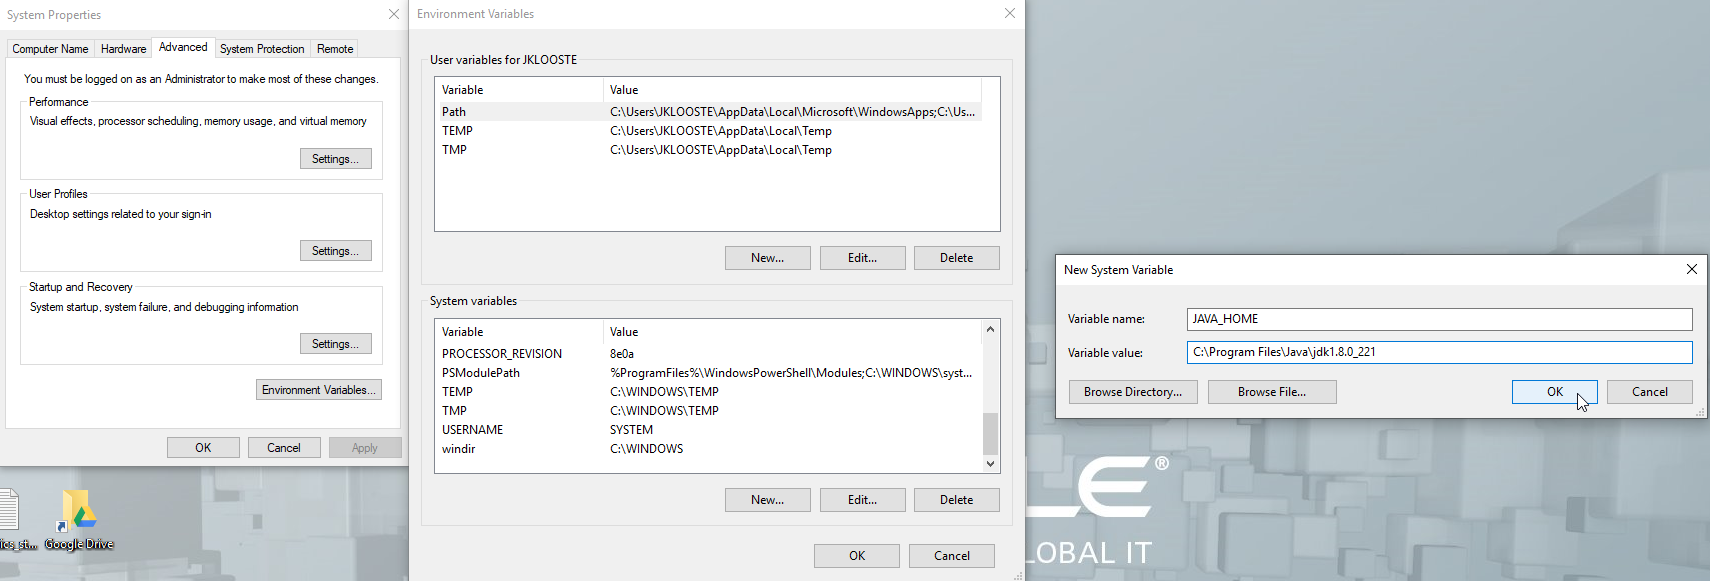 System Properties
Computer Name Hardware Advanced System Protection Remote
You must be logged on as an Administrator to make most of these changes.
Performance
Visual effects, processor scheduling, memory usage, and virtual memory
Settings...
User Profiles
Desktop settings related to your sign-in
Settings...
Startup and Recovery
System startup, system failure, and debugging information
Settings...
Environment Variables...
OK Cancel Apply
Google Drive
Environment Variables
User variables for JKLOOSTE
Variable Value
Path C:\Users\JKLOOSTE\AppData\Local\Microsoft\WindowsApps;C:\Us...
TEMP C:\Users\JKLOOSTE\AppData\Local\Temp
TMP C:\Users\JKLOOSTE\AppData\Local\Temp
New... Edit... Delete
System variables
Variable Value
PROCESSOR_REVISION 8e0a
PSModulePath %ProgramFiles%\WindowsPowerShell\Modules;C:\WINDOWS\syst...
TEMP C:\WINDOWS\TEMP
TMP C:\WINDOWS\TEMP
USERNAME SYSTEM
windir C:\WINDOWS
New... Edit... Delete
OK Cancel
New System Variable
Variable name: JAVA_HOME
Variable value: C:\Program Files\Java\jdk1.8.0_221
Browse Directory... Browse File... OK Cancel
LE®
OBAL IT